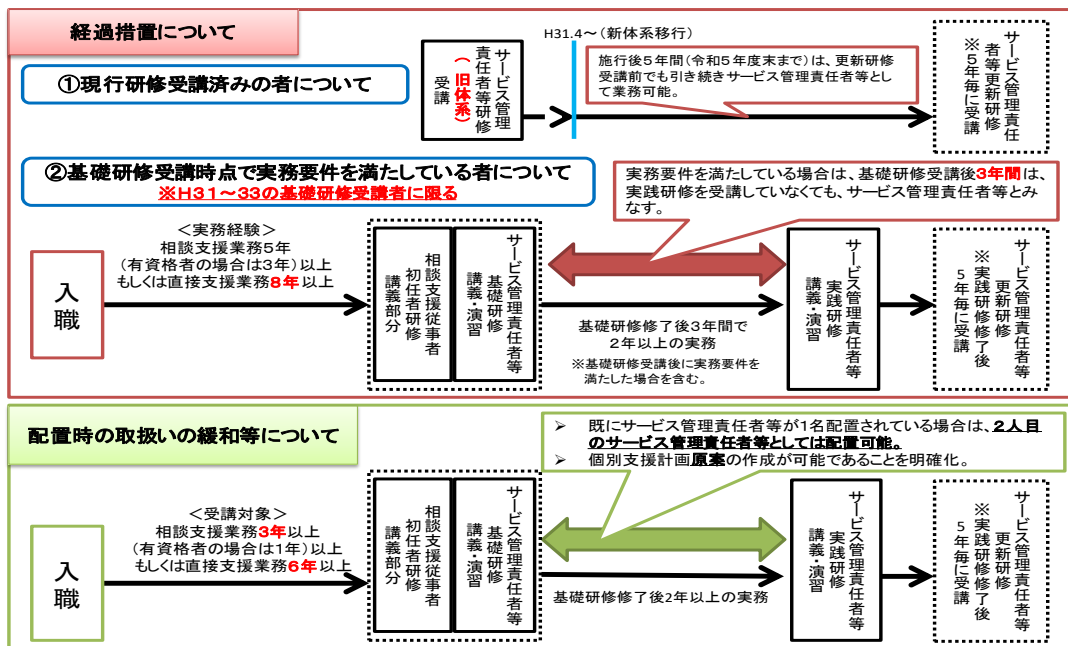 経過措置について
①現行研修受講済みの者について
サービス管理
責任者等研修
(旧体系)
受講
H31.4～(新体系移行)
施行後5年間(令和5年度末まで)は、更新研修
受講前でも引き続きサービス管理責任者等とし
て業務可能。
サービス管理責任
者等更新研修
※5年毎に受講
②基礎研修受講時点で実務要件を満たしている者について
※H31～33の基礎研修受講者に限る
実務要件を満たしている場合は、基礎研修受講後3年間は、
実践研修を受講していなくても、サービス管理責任者等とみ
なす。
入職
＜実務経験＞
相談支援業務5年
(有資格者の場合は3年)以上
もしくは直接支援業務8年以上
相談支援従事者
初任者研修
講義部分
サービス管理責任者等
基礎研修
講義・演習
基礎研修修了後3年間で
2年以上の実務
※基礎研修受講後に実務要件を
満たした場合を含む。
サービス管理責任者等
実践研修
講義・演習
サービス管理責任者等
更新研修
※実践研修修了後
5年毎に受講
配置時の取扱いの緩和等について
➢ 既にサービス管理責任者等が1名配置されている場合は、2人目
のサービス管理責任者等としては配置可能。
➢ 個別支援計画原案の作成が可能であることを明確化。
入職
＜受講対象＞
相談支援業務3年以上
(有資格者の場合は1年)以上
もしくは直接支援業務6年以上
相談支援従事者
初任者研修
講義部分
サービス管理責任者等
基礎研修
講義・演習
基礎研修修了後2年以上の実務
サービス管理責任者等
実践研修
講義・演習
サービス管理責任者等
更新研修
※実践研修修了後
5年毎に受講